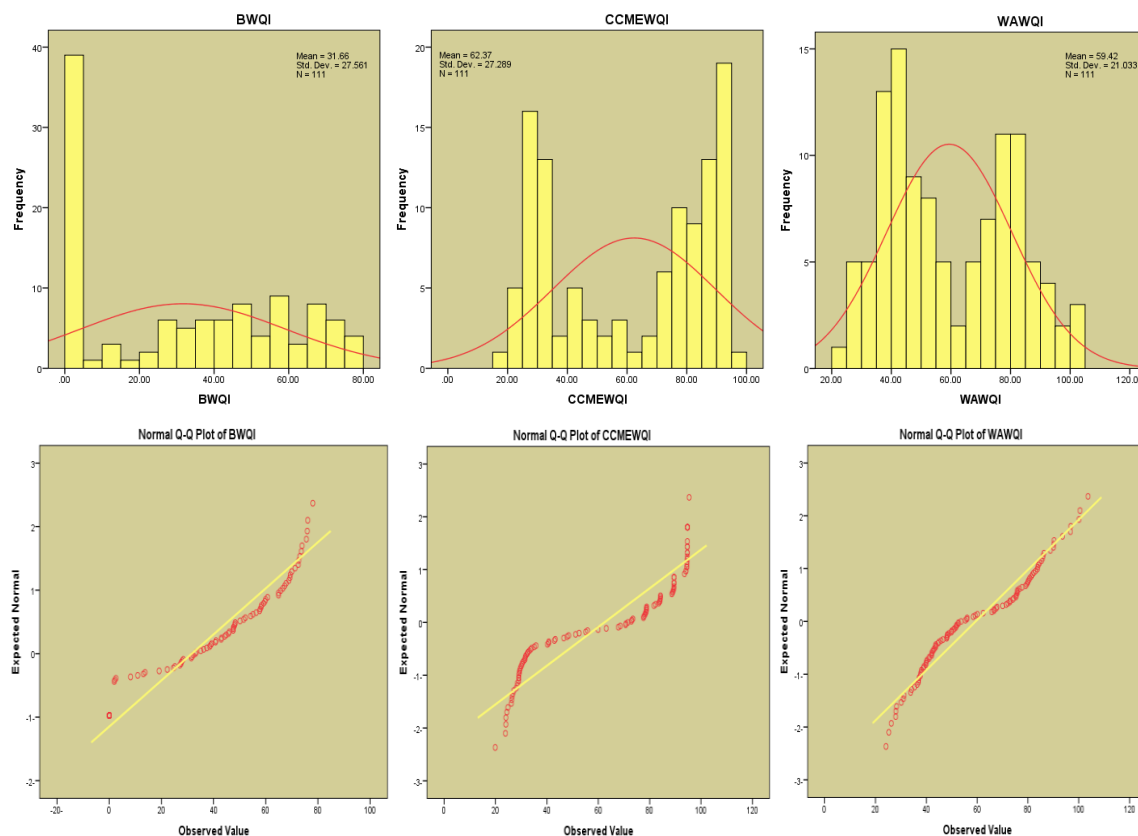 BWQI
Mean = 31.66
Std. Dev. = 27.561
N = 111
Frequency
40
30
20
10
0
.00 20.00 40.00 60.00 80.00
BWQI
CCMEWQI
Mean = 62.37
Std. Dev. = 27.289
N = 111
Frequency
20
15
10
5
0
.00 20.00 40.00 60.00 80.00 100.00
CCMEWQI
WAWQI
Mean = 59.42
Std. Dev. = 21.033
N = 111
Frequency
15
10
5
0
20.00 40.00 60.00 80.00 100.00 120.00
WAWQI
Normal Q-Q Plot of BWQI
Expected Normal
3
2
1
0
-1
2-
20- 0 20 40 60 80 100
Observed Value
Normal Q-Q Plot of CCMEWQI
Expected Normal
3
2
1
0
-1
-2
3-
0 20 40 60 80 100 120
Observed Value
Normal Q-Q Plot of WAWQI
Expected Normal
3
2
1
0
-1
-2
3-
0 20 40 60 80 100 120
Observed Value